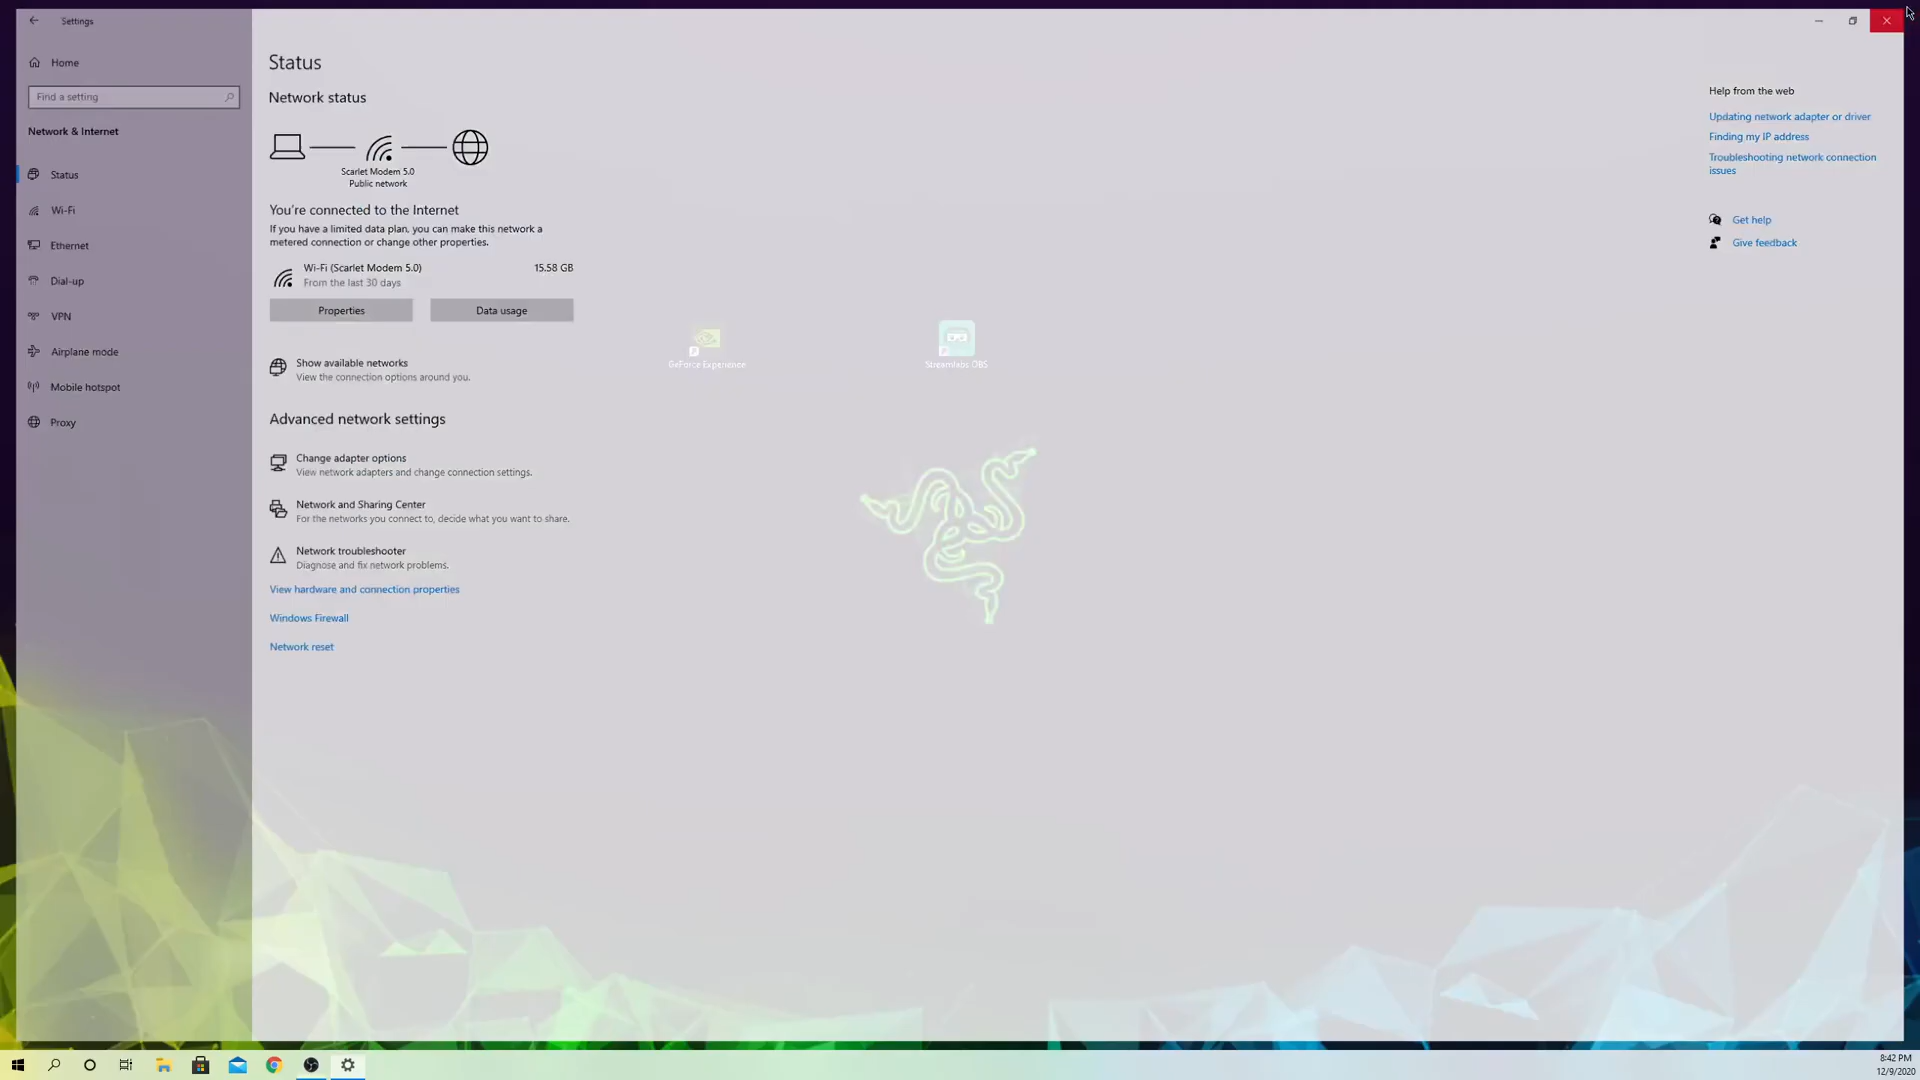 Settings
Home
Find a setting
Network & Internet
Status
Wi-Fi
Ethernet
Dial-up
VPN
Airplane mode
Mobile hotspot
Proxy
Status
Network status
Scarlet Modem 5.0
Public network
You're connected to the Internet
If you have a limited data plan, you can make this network a
metered connection or change other properties.
Wi-Fi (Scarlet Modem 5.0) 15.58 GB
From the last 30 days
Properties Data usage
Show available networks
View the connection options around you.
Advanced network settings
Change adapter options
View network adapters and change connection settings.
Network and Sharing Center
For the networks you connect to, decide what you want to share.
Network troubleshooter
Diagnose and fix network problems.
View hardware and connection properties
Windows Firewall
Network reset
GeForce Experience
Streamlabs OBS
Help from the web
Updating network adapter or driver
Finding my IP address
Troubleshooting network connection
issues
Get help
Give feedback
8:42 PM
12/9/2020